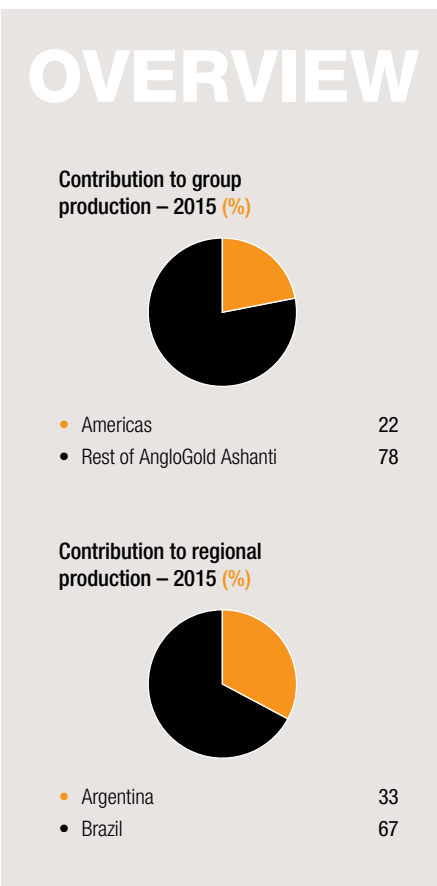 OVERVIEW
Contribution to group
production – 2015 (%)
• Americas 22
• Rest of AngloGold Ashanti 78
Contribution to regional
production – 2015 (%)
• Argentina 33
• Brazil 67